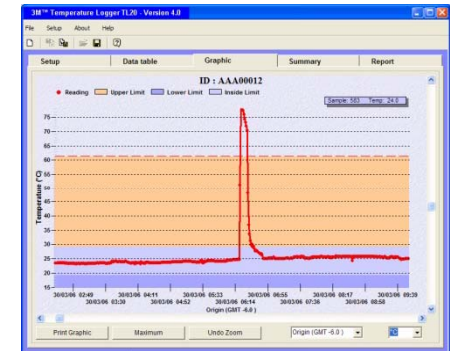 3M™ Temperature Logger TL20 - Version 4.0
File Setup About Help
Setup Data table Graphic Summary Report
ID : AAA00012
Reading Upper Limit Lower Limit Inside Limit
Sample: 583 Temp.: 24.0
75
70
65
60
55
50
45
40
35
30
25
20
15
Temperature (°C)
30/03/06 02:49 30/03/06 04:11 30/03/06 05:33 30/03/06 06:55 30/03/06 08:17 30/03/06 09:39
30/03/06 03:30 30/03/06 04:52 30/03/06 06:14 30/03/06 07:36 30/03/06 08:58
Origin (GMT -6.0 )
Print Graphic Maximum Undo Zoom Origin (GMT -6.0 ) °C